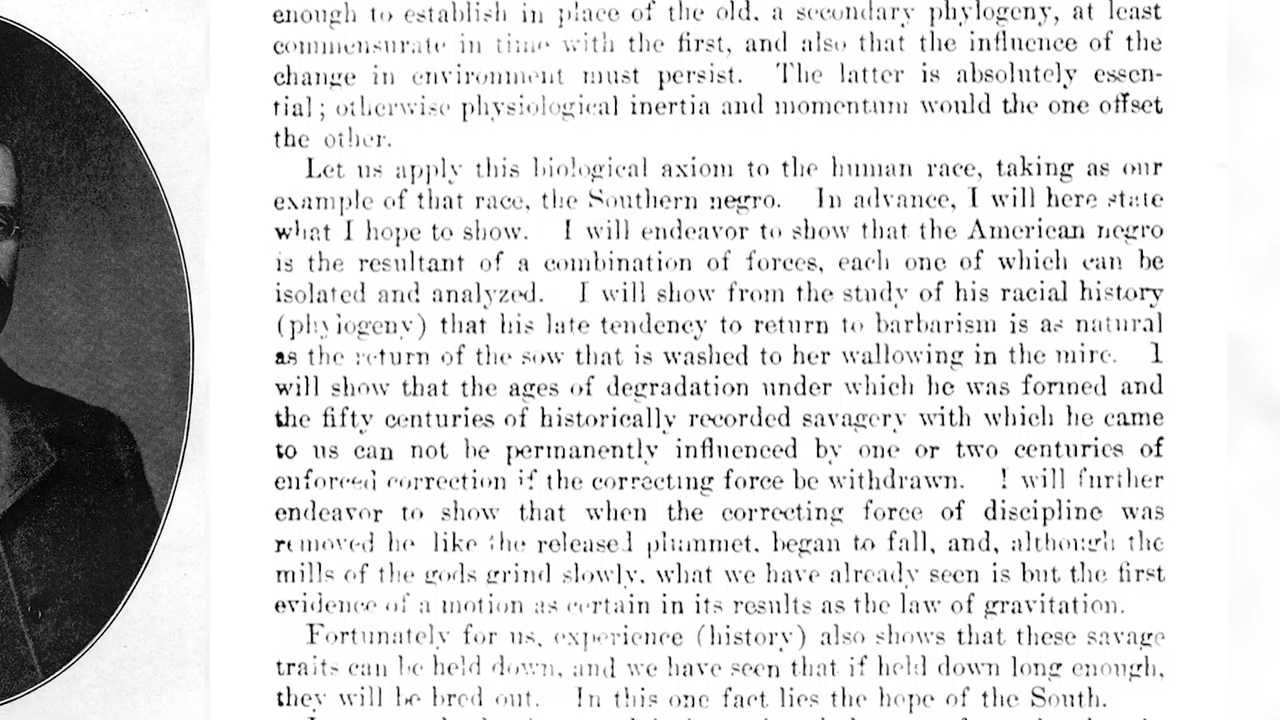 enough to establish in place of the old, a secondary phylogeny, at least
commensurate in time with the first, and also that the influence of the
change in environment must persist. The latter is absolutely essen-
tial; otherwise physiological inertia and momentum would the one offset
the other.
Let us apply this biological axiom to the human race, taking as our
example of that race, the Southern negro. In advance, I will here state
what I hope to show. I will endeavor to show that the American negro
is the resultant of a combination of forces, each one of which can be
isolated and analyzed. I will show from the study of his racial history
(phylogeny) that his late tendency to return to barbarism is as natural
as the return of the sow that is washed to her wallowing in the mire. I
will show that the ages of degradation under which he was formed and
the fifty centuries of historically recorded savagery with which he came
to us can not be permanently influenced by one or two centuries of
enforced correction if the correcting force be withdrawn. I will further
endeavor to show that when the correcting force of discipline was
removed he like the released plummet, began to fall, and, although the
mills of the gods grind slowly, what we have already seen is but the first
evidence of a motion as certain in its results as the law of gravitation.
Fortunately for us, experience (history) also shows that these savage
traits can be held down, and we have seen that if held down long enough,
they will be bred out. In this one fact lies the hope of the South.